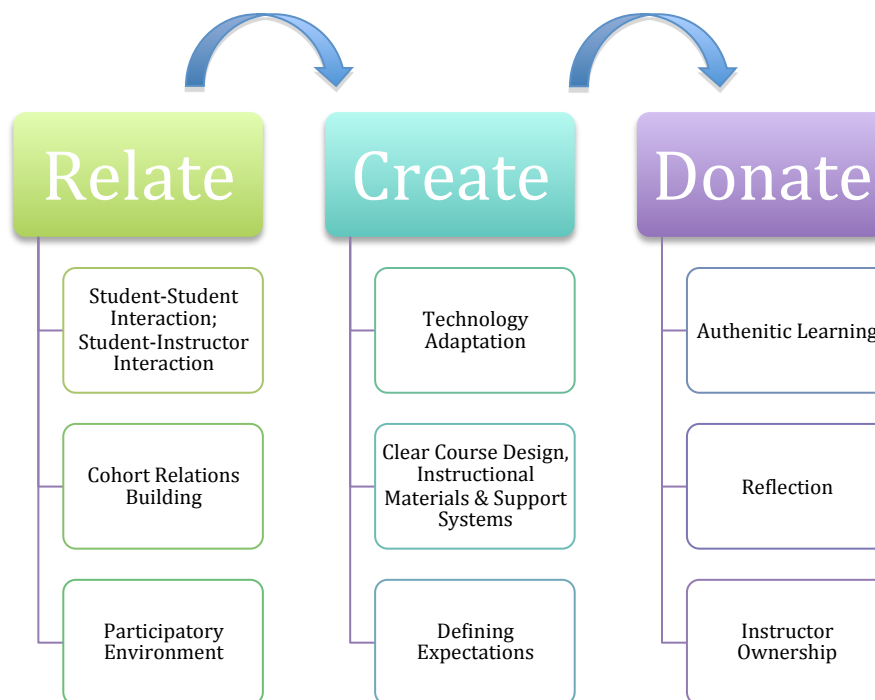 Relate
Student-Student
Interaction;
Student-Instructor
Interaction
Cohort Relations
Building
Participatory
Environment
Create
Technology
Adaptation
Clear Course Design,
Instructional
Materials & Support
Systems
Defining
Expectations
Donate
Authenitic Learning
Reflection
Instructor
Ownership